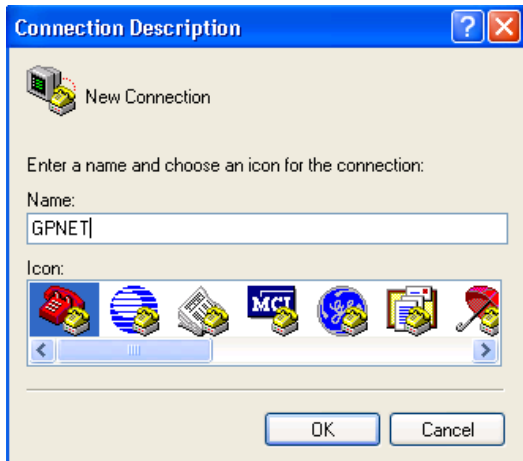 Connection Description
New Connection
Enter a name and choose an icon for the connection:
Name:
GPNET
Icon:
MCI
OK
Cancel